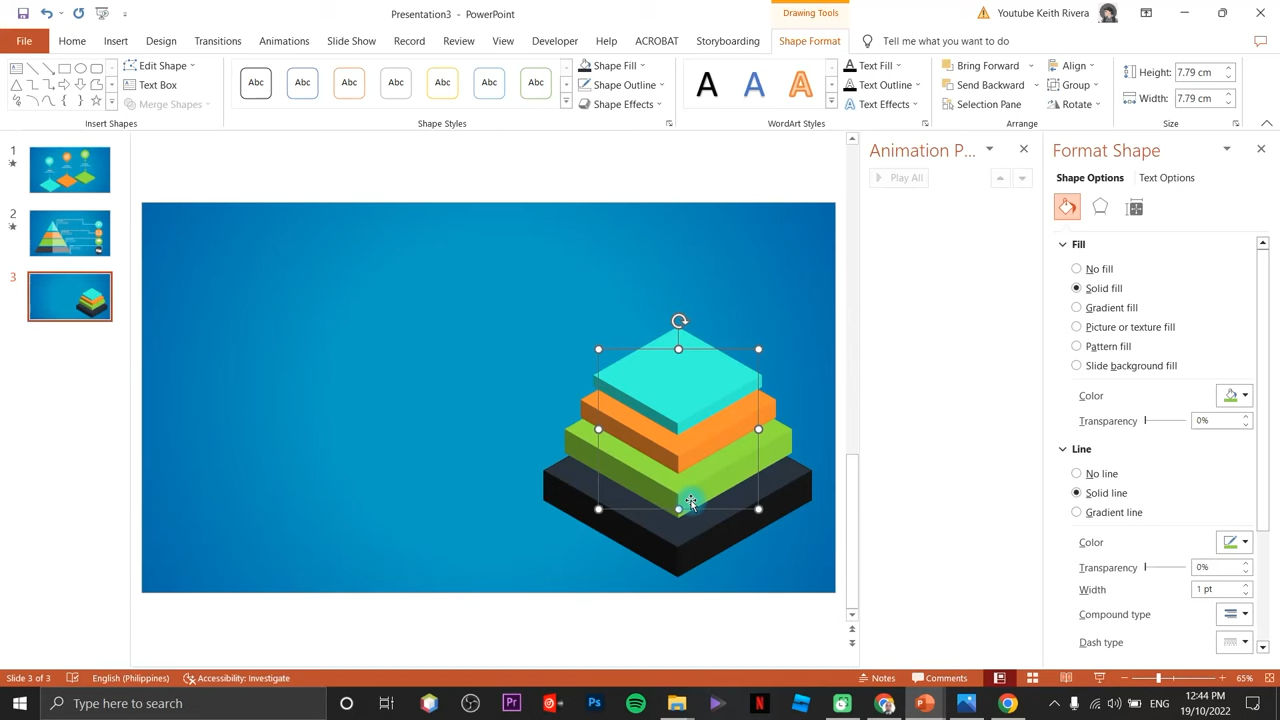 Presentation3 - PowerPoint
Drawing Tools
Youtube Keith Rivera
File Home Insert Design Transitions Animations Slide Show Record Review View Developer Help ACROBAT Storyboarding Shape Format Tell me what you want to do
Edit Shape
Text Box
Merge Shapes
Insert Shapes
Abc Abc Abc Abc Abc Abc Abc
Shape Fill
Shape Outline
Shape Effects
Shape Styles
A A A
Text Fill
Text Outline
Text Effects
WordArt Styles
Bring Forward
Send Backward
Selection Pane
Align
Group
Rotate
Arrange
Height: 7.79 cm
Width: 7.79 cm
Size
1
2
3
Animation P...
Play All
Format Shape
Shape Options Text Options
Fill
No fill
Solid fill
Gradient fill
Picture or texture fill
Pattern fill
Slide background fill
Color
Transparency 0%
Line
No line
Solid line
Gradient line
Color
Transparency 0%
Width 1 pt
Compound type
Dash type
Slide 3 of 3 English (Philippines) Accessibility: Investigate Notes Comments 65%
Type here to search
Pr
Ps
N
ENG
12:44 PM
19/10/2022